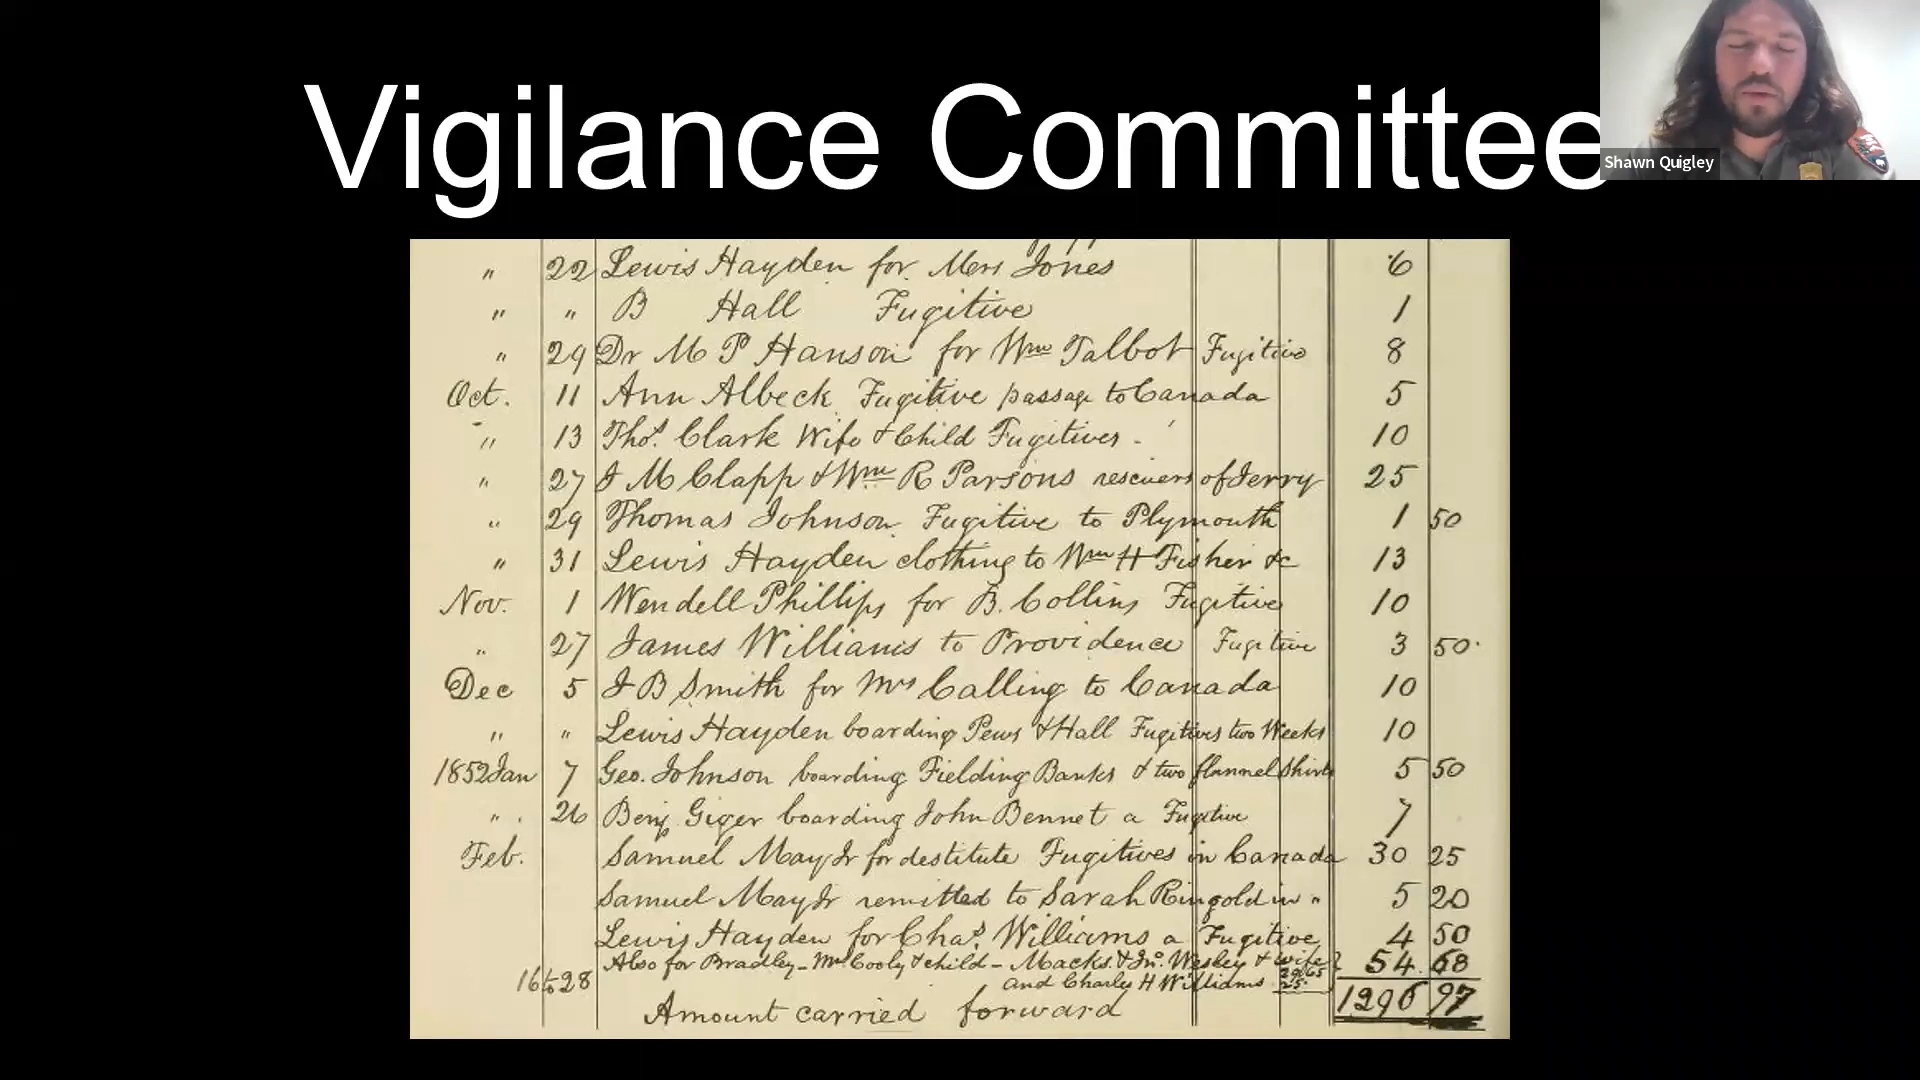 Vigilance Committee
Shawn Quigley
" 22 Lewis Hayden for Mers Jones 6
" " B Hall Fugitive 1
" 29 Dr M P Hanson for Wm Talbot Fugitive 8
Oct. 11 Ann Albeck Fugitive passage to Canada 5
" 13 Thos. Clark Wife & Child Fugitives - 10
" 27 J M Clapp & Wm R Parsons rescuers of Jerry 25
" 29 Thomas Johnson Fugitive to Plymouth 1 50
" 31 Lewis Hayden clothing to Wm H Fisher &c 13
Nov. 1 Wendell Phillips for B. Collins Fugitive 10
" 27 James Williams to Providence Fugitive 3 50
Dec 5 J B Smith for Mrs Calling to Canada 10
" " Lewis Hayden boarding Pews & Hall Fugitives two Weeks 10
1852 Jan 7 Geo. Johnson boarding Fielding Banks & two flannel Shirts 5 50
" 26 Benj Giger boarding John Bennet a Fugitive 7
Feb. Samuel May Jr for destitute Fugitives in Canada 30 25
Samuel May Jr remitted to Sarah Ringold in " 5 20
Lewis Hayden for Chas. Williams a Fugitive 4 50
Also for Bradley - Mrs Cooly & child - Macks & Jno. Wesley & wife 54.68
16 to 28 and Charles H Williams
Amount carried forward 1296 97